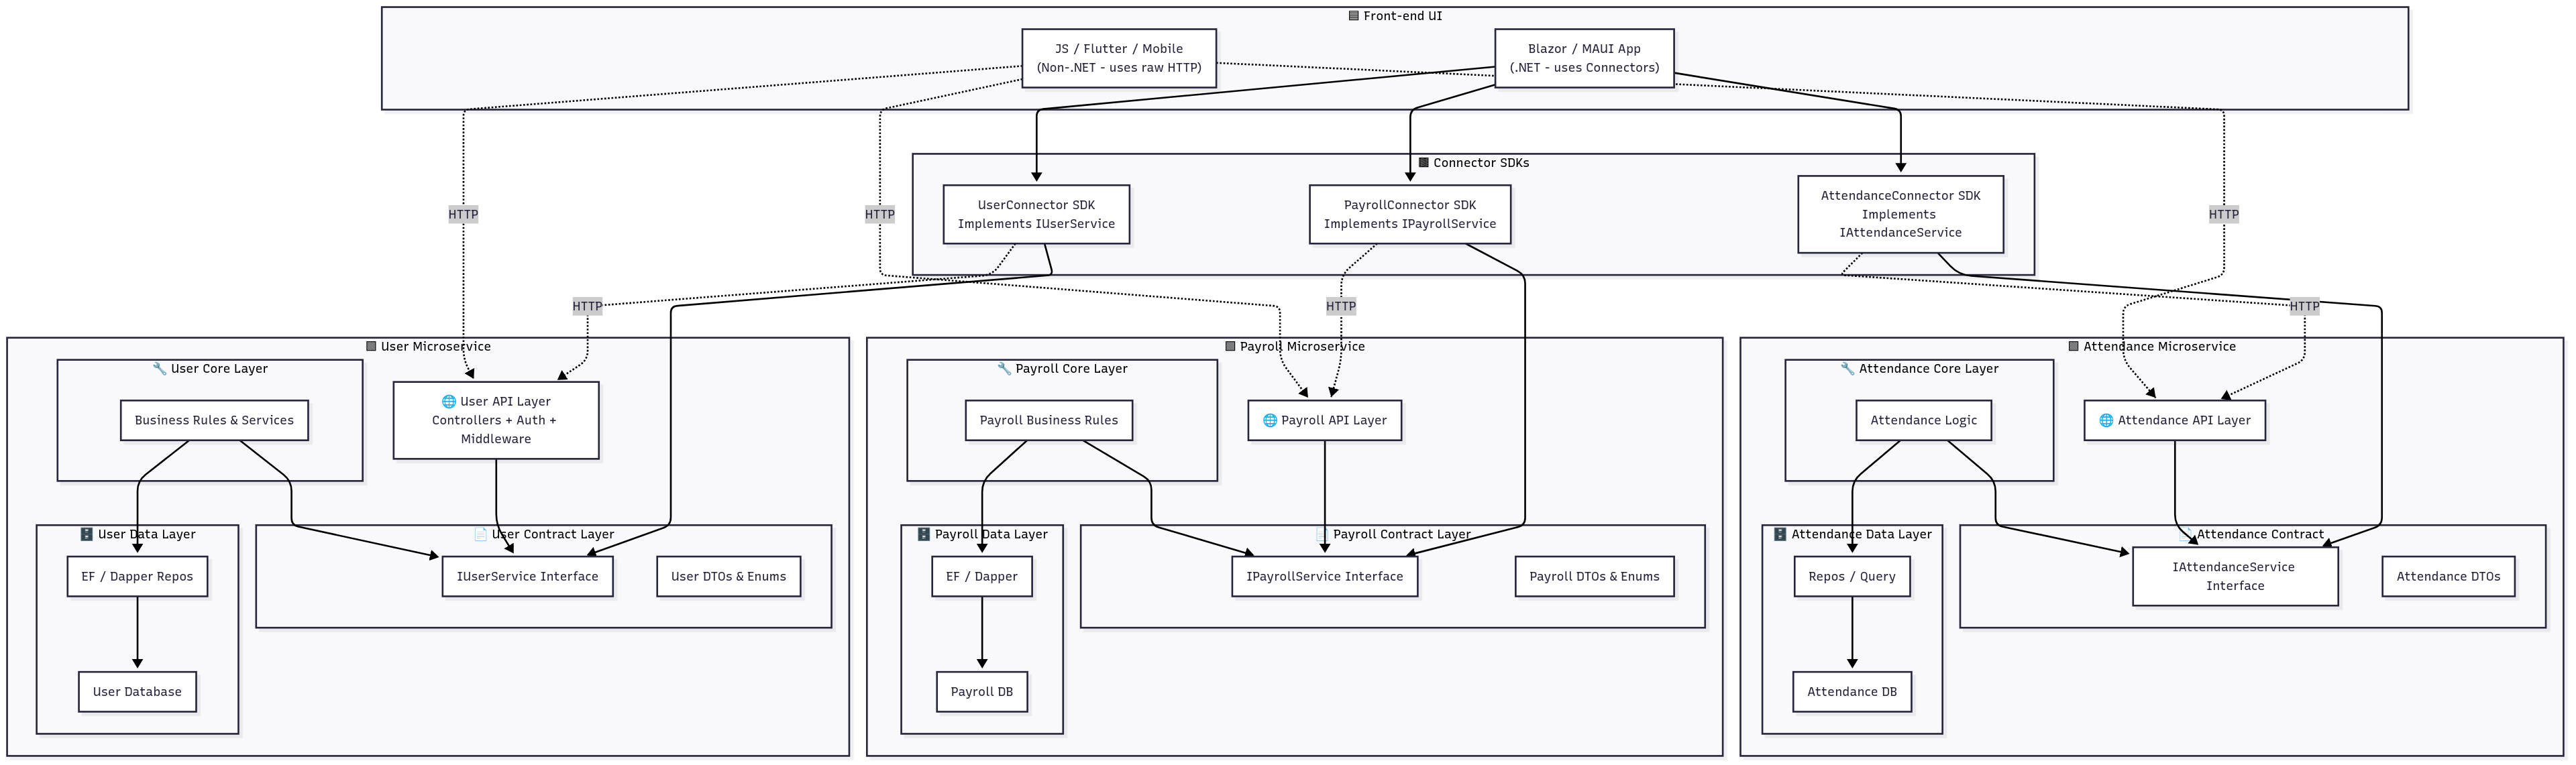 Front-end UI
JS / Flutter / Mobile
(Non-.NET - uses raw HTTP)
Blazor / MAUI App
(.NET - uses Connectors)
Connector SDKs
UserConnector SDK
Implements IUserService
PayrollConnector SDK
Implements IPayrollService
AttendanceConnector SDK
Implements
IAttendanceService
HTTP
HTTP
HTTP
HTTP
HTTP
HTTP
User Microservice
🔧 User Core Layer
Business Rules & Services
🌐 User API Layer
Controllers + Auth +
Middleware
🗄️ User Data Layer
EF / Dapper Repos
User Database
📄 User Contract Layer
IUserService Interface
User DTOs & Enums
Payroll Microservice
🔧 Payroll Core Layer
Payroll Business Rules
🌐 Payroll API Layer
🗄️ Payroll Data Layer
EF / Dapper
Payroll DB
📄 Payroll Contract Layer
IPayrollService Interface
Payroll DTOs & Enums
Attendance Microservice
🔧 Attendance Core Layer
Attendance Logic
🌐 Attendance API Layer
🗄️ Attendance Data Layer
Repos / Query
Attendance DB
📄 Attendance Contract
IAttendanceService
Interface
Attendance DTOs